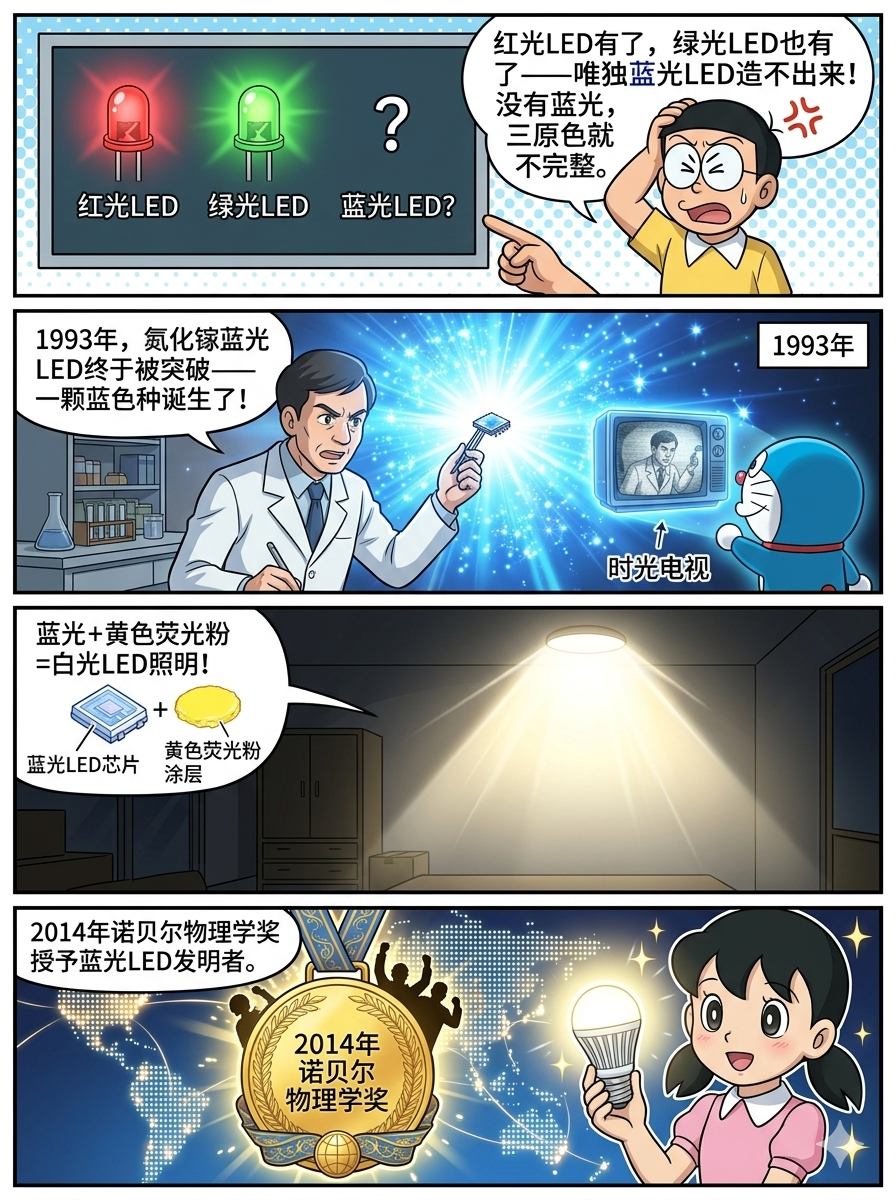 红光LED有了，绿光LED也有
了——唯独蓝光LED造不出来！
没有蓝光，
三原色就
不完整。
?
红光LED
绿光LED
蓝光LED?
1993年，氮化镓蓝光
LED终于被突破——
一颗蓝色种诞生了！
1993年
时光电视
蓝光+黄色荧光粉
=白光LED照明！
+
蓝光LED芯片
黄色荧光粉
涂层
2014年诺贝尔物理学奖
授予蓝光LED发明者。
2014年
诺贝尔
物理学奖